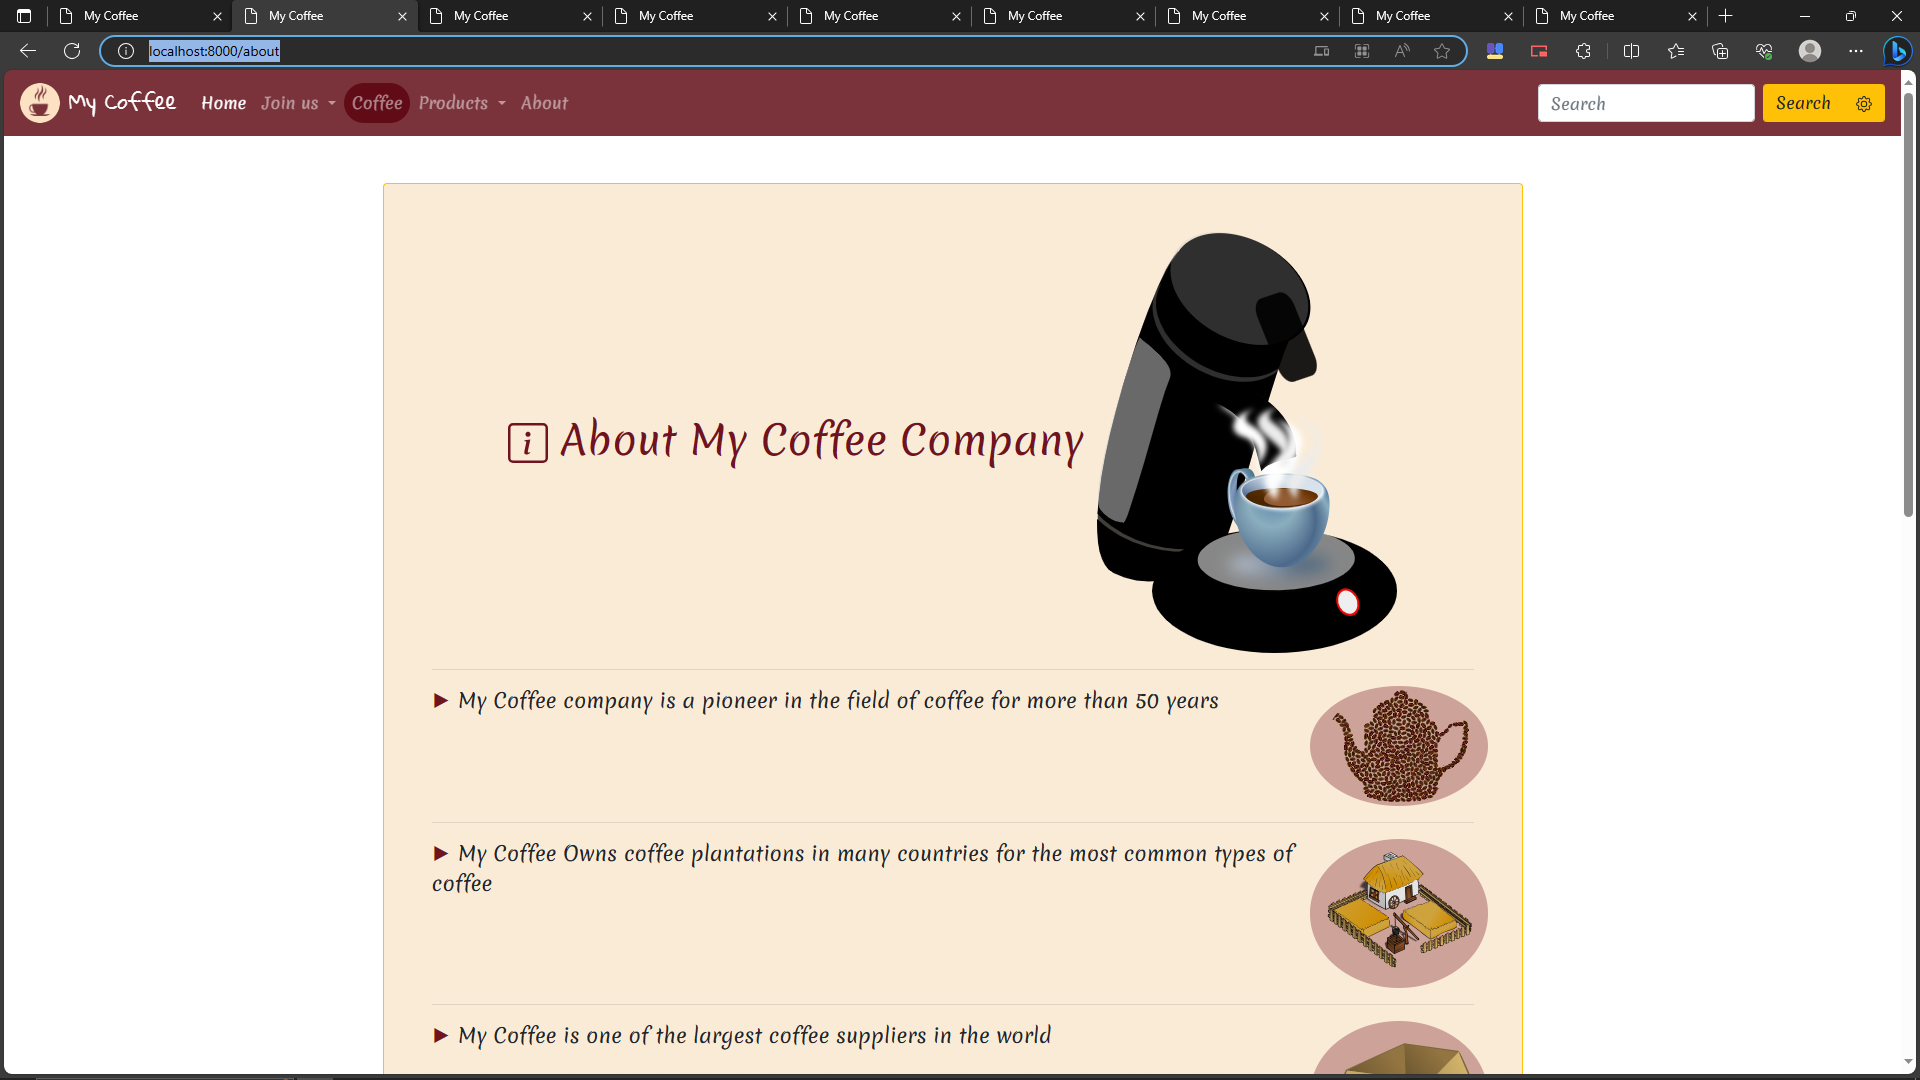 My Coffee My Coffee My Coffee My Coffee My Coffee My Coffee My Coffee My Coffee My Coffee
localhost:8000/about
My Coffee Home Join us Coffee Products About Search Search
i About My Coffee Company
► My Coffee company is a pioneer in the field of coffee for more than 50 years
► My Coffee Owns coffee plantations in many countries for the most common types of
coffee
► My Coffee is one of the largest coffee suppliers in the world